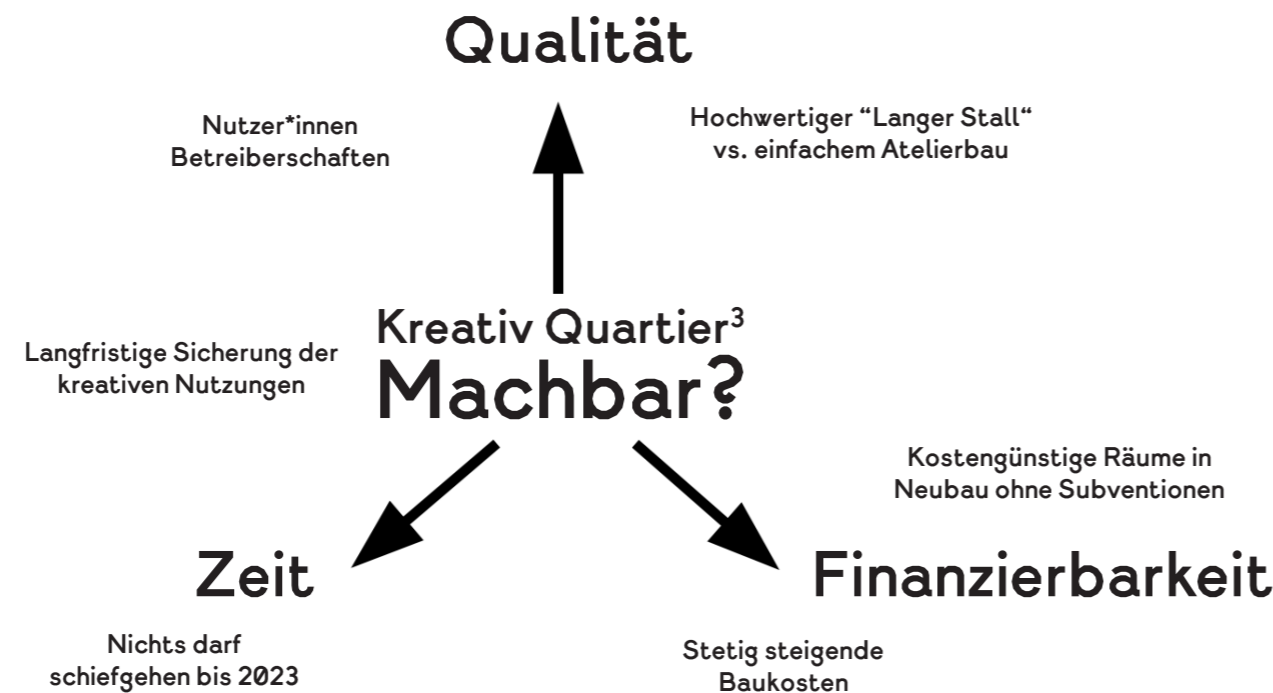 Qualität
Nutzer*innen
Betreiberschaften
Hochwertiger “Langer Stall“
vs. einfachem Atelierbau
Kreativ Quartier³
Machbar?
Langfristige Sicherung der
kreativen Nutzungen
Kostengünstige Räume in
Neubau ohne Subventionen
Zeit
Finanzierbarkeit
Nichts darf
schiefgehen bis 2023
Stetig steigende
Baukosten